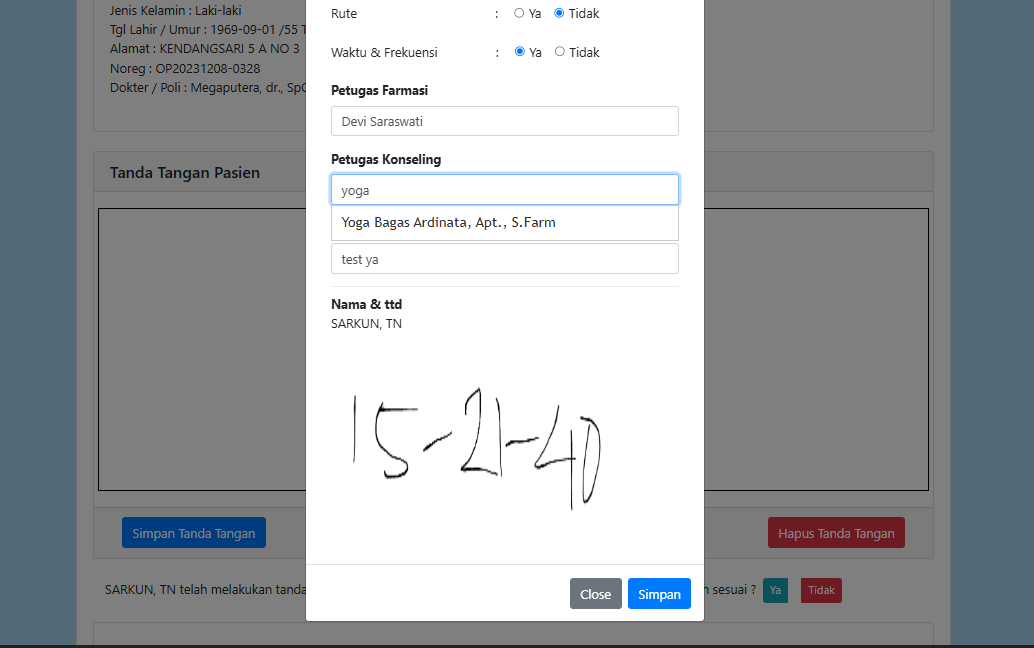 Jenis Kelamin : Laki-laki
Tgl Lahir / Umur : 1969-09-01 /55 T
Alamat : KENDANGSARI 5 A NO 3
Noreg : OP20231208-0328
Dokter / Poli : Megaputera, dr., SpO
Rute : Ya Tidak
Waktu & Frekuensi : Ya Tidak
Petugas Farmasi
Devi Saraswati
Petugas Konseling
yoga
Yoga Bagas Ardinata, Apt., S.Farm
test ya
Nama & ttd
SARKUN, TN
15-21-40
Close Simpan
Tanda Tangan Pasien
Simpan Tanda Tangan Hapus Tanda Tangan
SARKUN, TN telah melakukan tanda
sesuai ? Ya Tidak